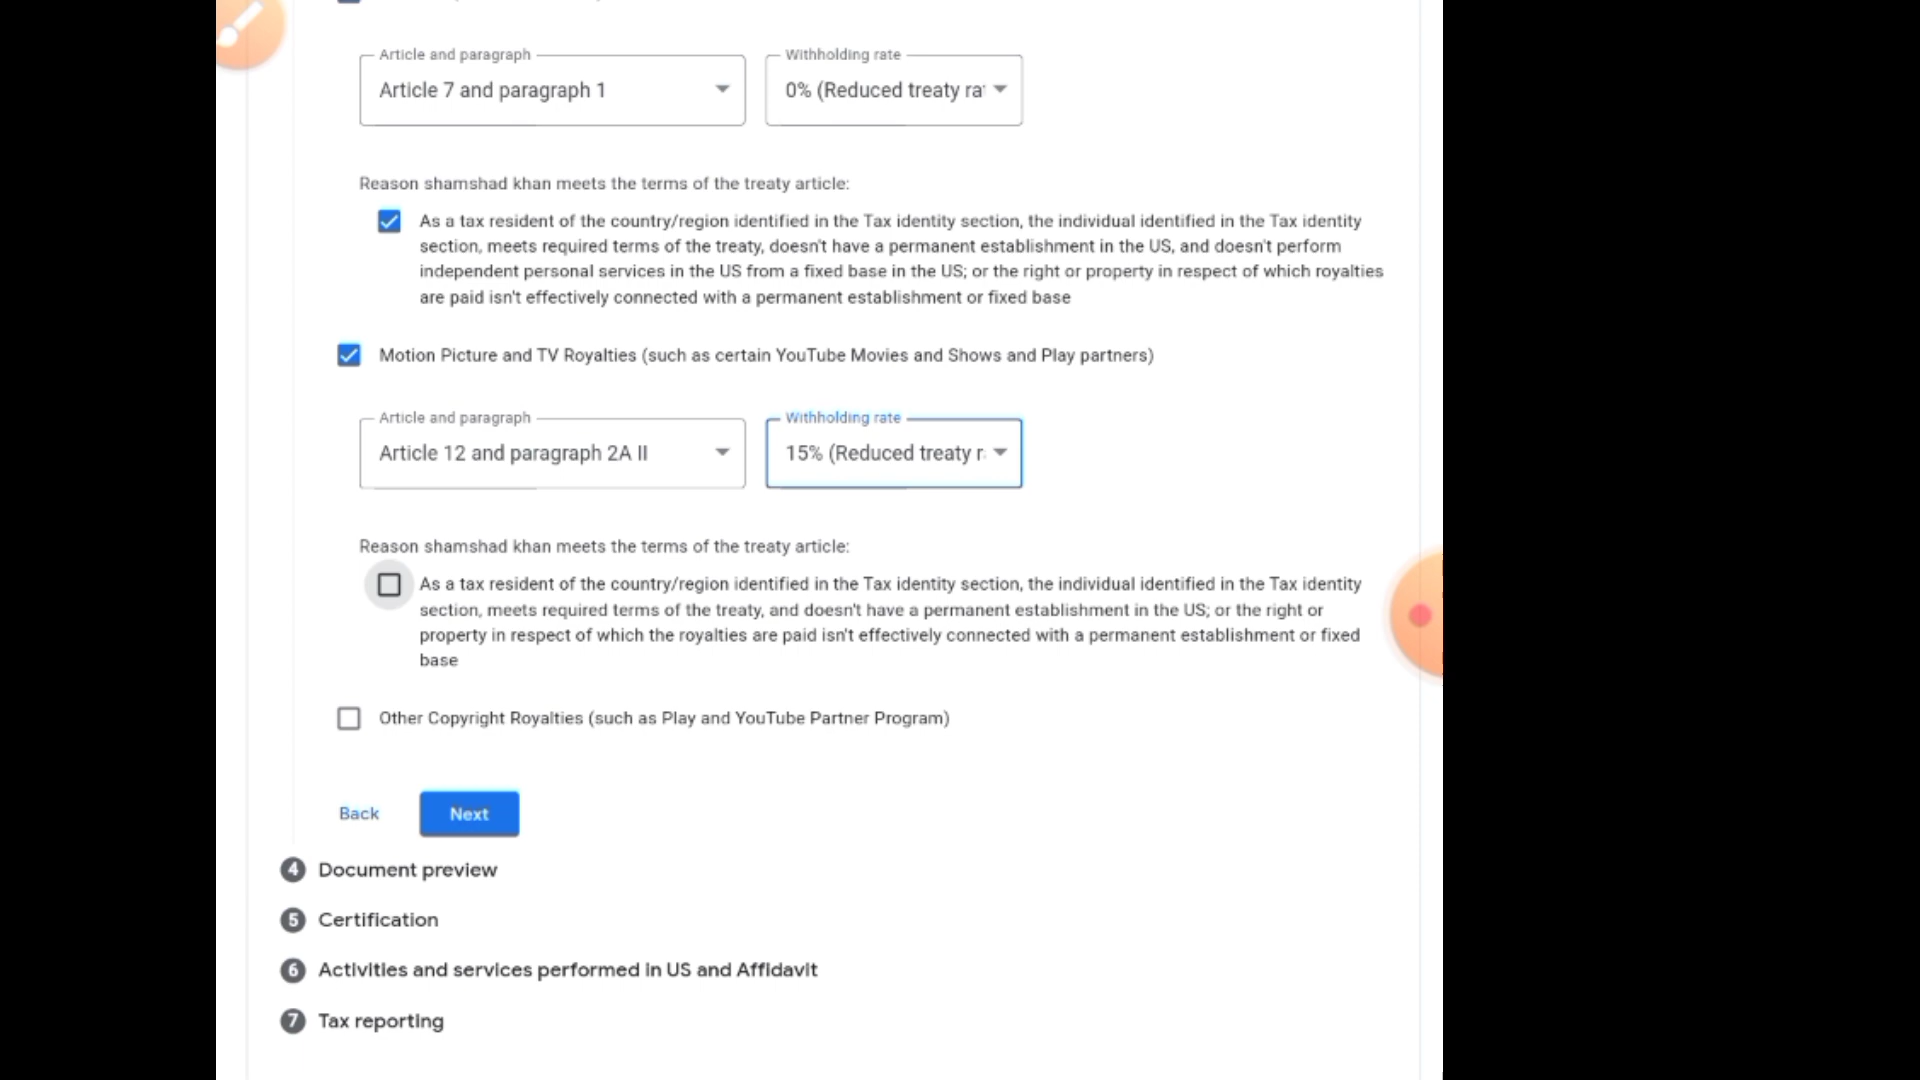 Article and paragraph
Withholding rate
Article 7 and paragraph 1
0% (Reduced treaty ra
Reason shamshad khan meets the terms of the treaty article:
As a tax resident of the country/region identified in the Tax identity section, the individual identified in the Tax identity
section, meets required terms of the treaty, doesn't have a permanent establishment in the US, and doesn't perform
independent personal services in the US from a fixed base in the US; or the right or property in respect of which royalties
are paid isn't effectively connected with a permanent establishment or fixed base
Motion Picture and TV Royalties (such as certain YouTube Movies and Shows and Play partners)
Article and paragraph
Withholding rate
Article 12 and paragraph 2A II
15% (Reduced treaty r
Reason shamshad khan meets the terms of the treaty article:
As a tax resident of the country/region identified in the Tax identity section, the individual identified in the Tax identity
section, meets required terms of the treaty, and doesn't have a permanent establishment in the US; or the right or
property in respect of which the royalties are paid isn't effectively connected with a permanent establishment or fixed
base
Other Copyright Royalties (such as Play and YouTube Partner Program)
Back
Next
4 Document preview
5 Certification
6 Activities and services performed in US and Affidavit
7 Tax reporting